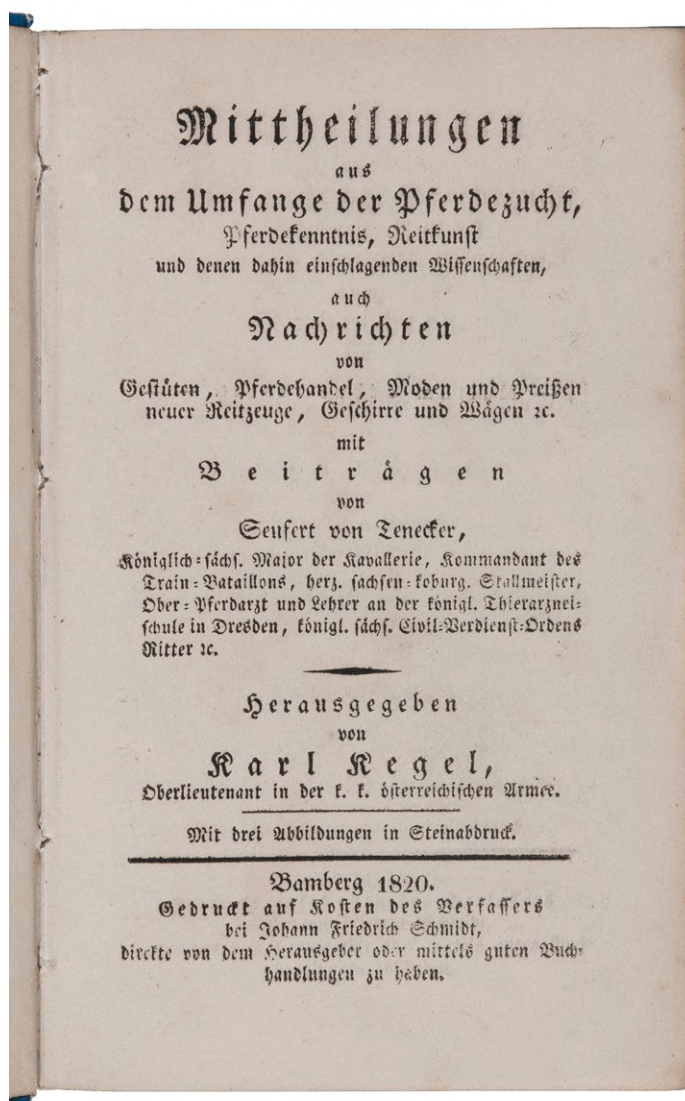 Mittheilungen
aus
dem Umfange der Pferdezucht,
Pferdekenntnis, Reitkunst
und denen dahin einschlagenden Wissenschaften,
auch
Nachrichten
von
Gestüten, Pferdehandel, Moden und Preißen
neuer Reitzeuge, Geschirre und Wägen ꝛc.
mit
Beiträgen
von
Seufert von Tenecker,
Königlich-sächs. Major der Kavallerie, Kommandant des
Train-Bataillons, herz. sachsen-koburg. Stallmeister,
Ober-Pferdarzt und Lehrer an der königl. Thierarznei-
schule in Dresden, königl. sächs. Civil-Verdienst-Ordens
Ritter ꝛc.
Herausgegeben
von
Karl Kegel,
Oberlieutenant in der k. k. österreichischen Armee.
Mit drei Abbildungen in Steinabdruck.
Bamberg 1820.
Gedruckt auf Kosten des Verfassers
bei Johann Friedrich Schmidt,
direkte von dem Herausgeber oder mittels guten Buch-
handlungen zu haben.